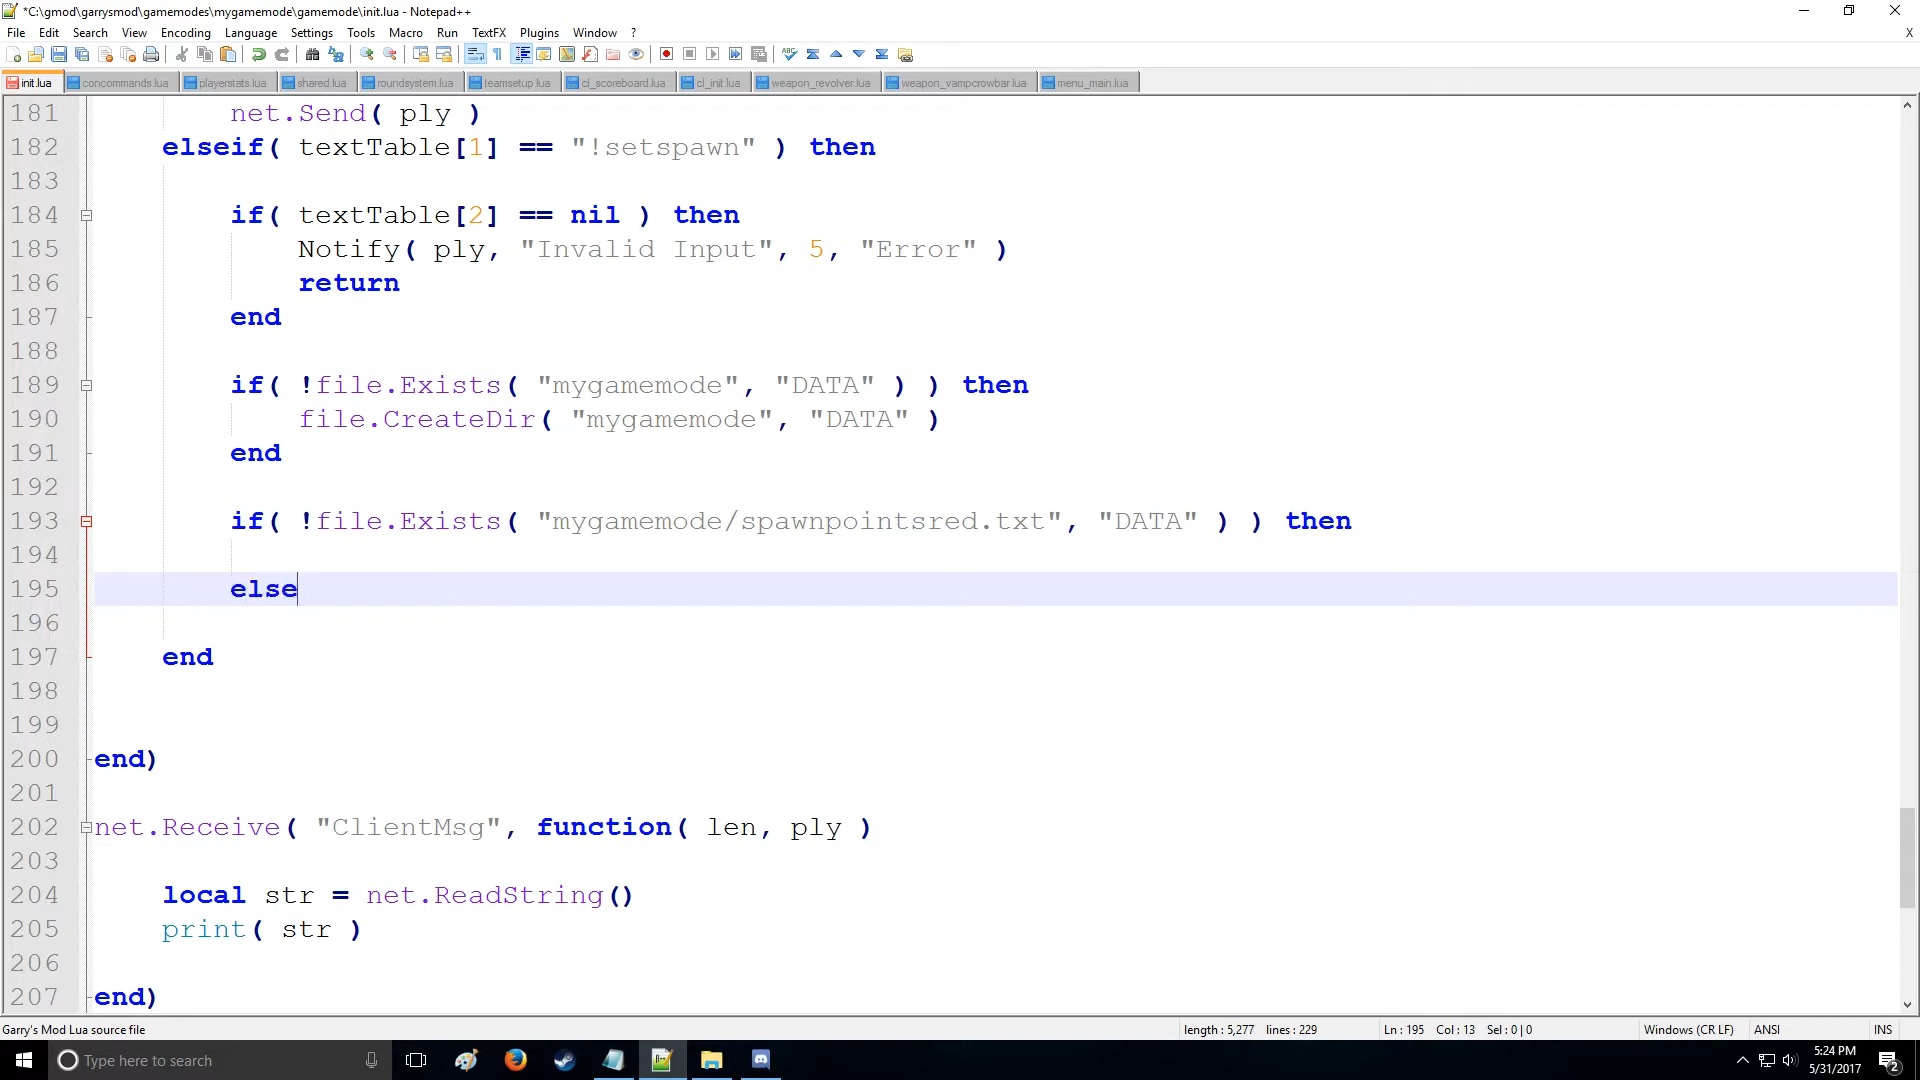 *C:\gmod\garrysmod\gamemodes\mygamemode\gamemode\init.lua - Notepad++
File Edit Search View Encoding Language Settings Tools Macro Run TextFX Plugins Window ? X
init.lua concommands.lua playerstats.lua shared.lua roundsystem.lua teamsetup.lua cl_scoreboard.lua cl_init.lua weapon_revolver.lua weapon_vampcrowbar.lua menu_main.lua
181 net.Send( ply )
182 elseif( textTable[1] == "!setspawn" ) then
183
184 if( textTable[2] == nil ) then
185 Notify( ply, "Invalid Input", 5, "Error" )
186 return
187 end
188
189 if( !file.Exists( "mygamemode", "DATA" ) ) then
190 file.CreateDir( "mygamemode", "DATA" )
191 end
192
193 if( !file.Exists( "mygamemode/spawnpointsred.txt", "DATA" ) ) then
194
195 else
196
197 end
198
199
200 end)
201
202 net.Receive( "ClientMsg", function( len, ply )
203
204 local str = net.ReadString()
205 print( str )
206
207 end)
Garry's Mod Lua source file length : 5,277 lines : 229 Ln : 195 Col : 13 Sel : 0 | 0 Windows (CR LF) ANSI INS
Type here to search 5:24 PM
5/31/2017 2